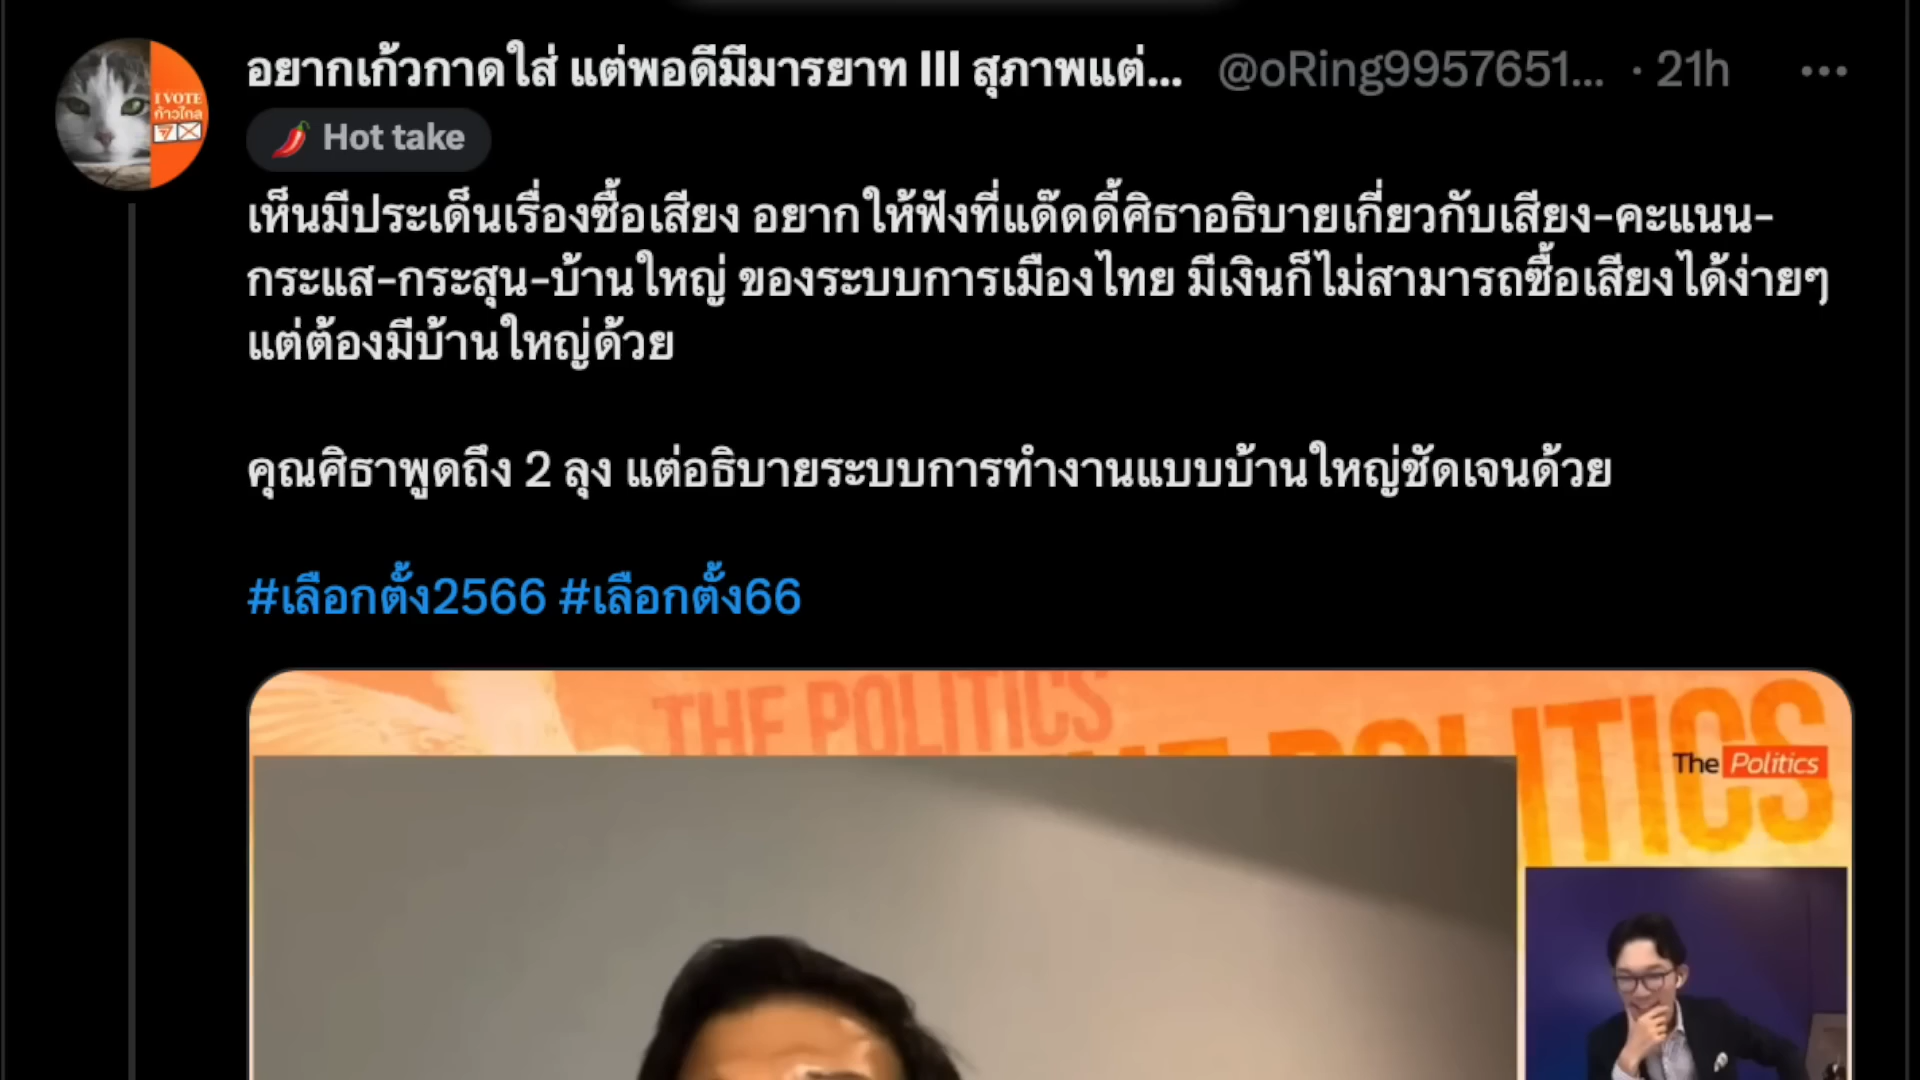 อยากเก้วกาดใส่ แต่พอดีมีมารยาท III สุภาพแต่... @oRing9957651... · 21h
I VOTE
ก้าวไกล
🌶️ Hot take
เห็นมีประเด็นเรื่องซื้อเสียง อยากให้ฟังที่แด๊ดดี้ศิธาอธิบายเกี่ยวกับเสียง-คะแนน-
กระแส-กระสุน-บ้านใหญ่ ของระบบการเมืองไทย มีเงินก็ไม่สามารถซื้อเสียงได้ง่ายๆ
แต่ต้องมีบ้านใหญ่ด้วย
คุณศิธาพูดถึง 2 ลุง แต่อธิบายระบบการทำงานแบบบ้านใหญ่ชัดเจนด้วย
#เลือกตั้ง2566 #เลือกตั้ง66
THE POLITICS
THE POLITICS
The Politics